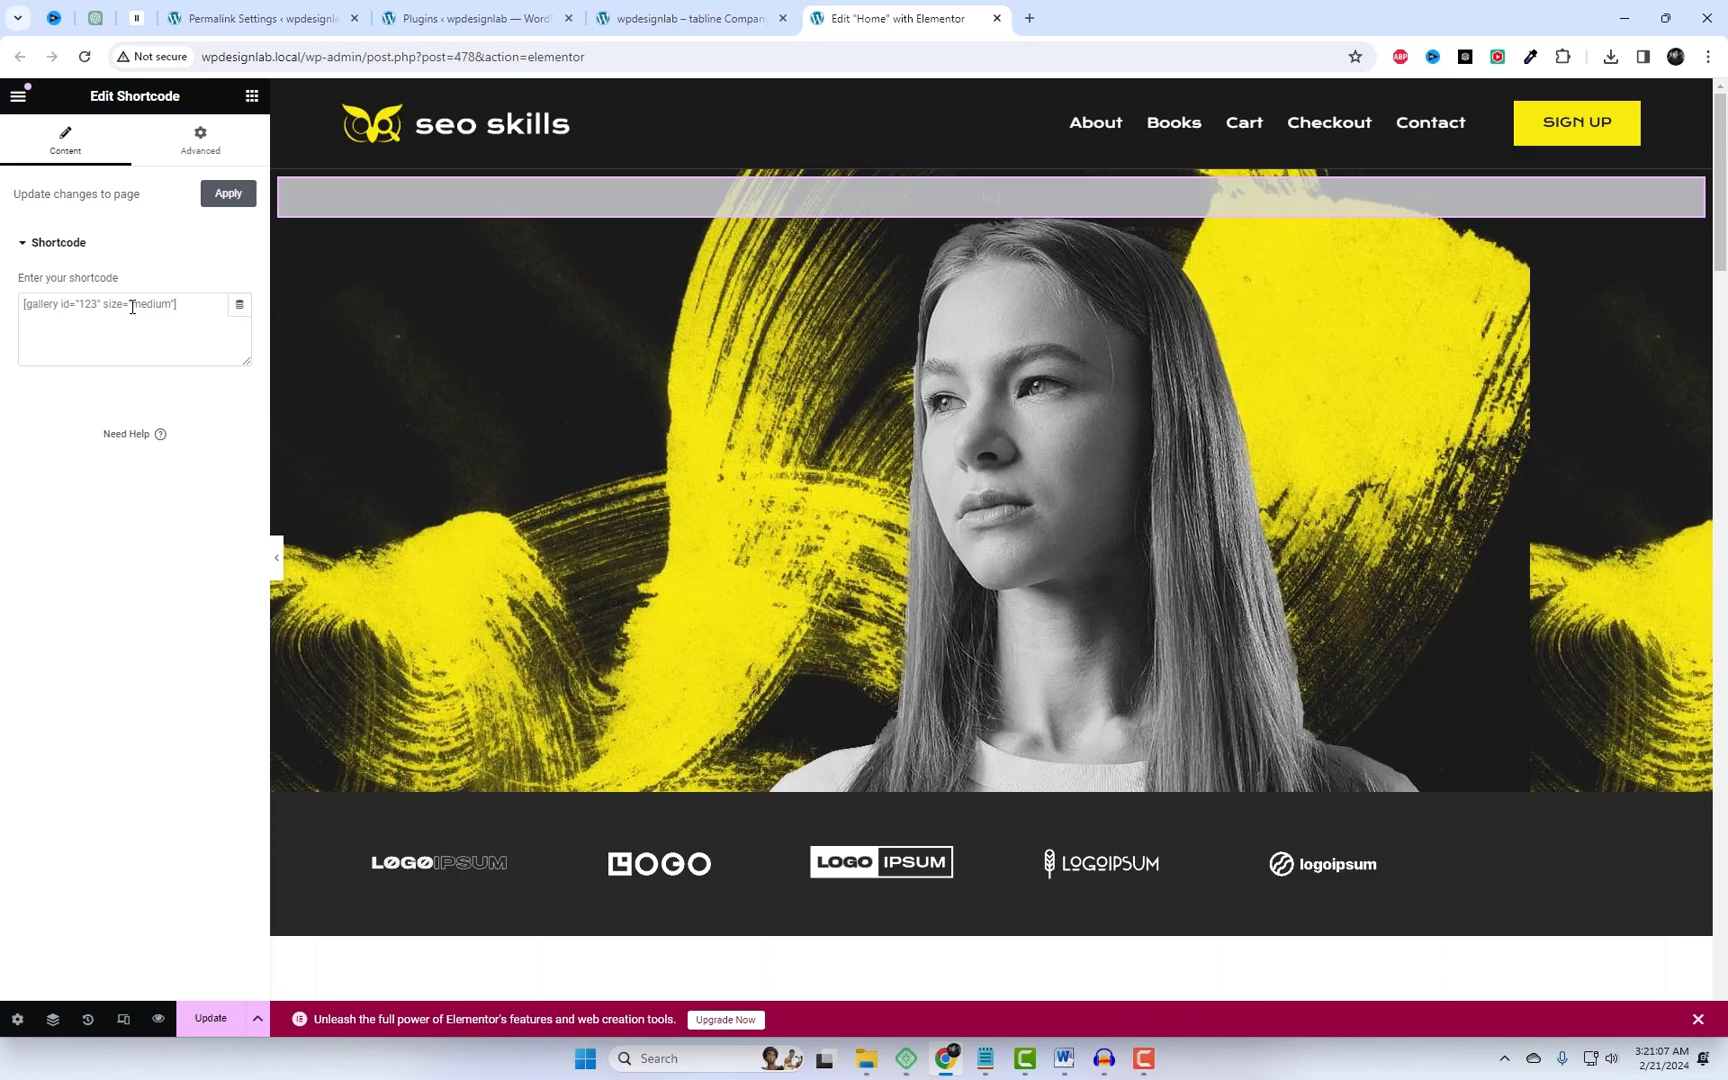 Permalink Settings ‹ wpdesignla
Plugins ‹ wpdesignlab — WordP
wpdesignlab – tabline Company
Edit "Home" with Elementor
Not secure
wpdesignlab.local/wp-admin/post.php?post=478&action=elementor
Edit Shortcode
Content
Advanced
Update changes to page
Apply
Shortcode
Enter your shortcode
[gallery id="123" size="medium"]
Need Help
seo skills
About
Books
Cart
Checkout
Contact
SIGN UP
LOGOIPSUM
LOGO
LOGO IPSUM
LOGOIPSUM
logoipsum
Update
Unleash the full power of Elementor's features and web creation tools.
Upgrade Now
Search
3:21:07 AM
2/21/2024